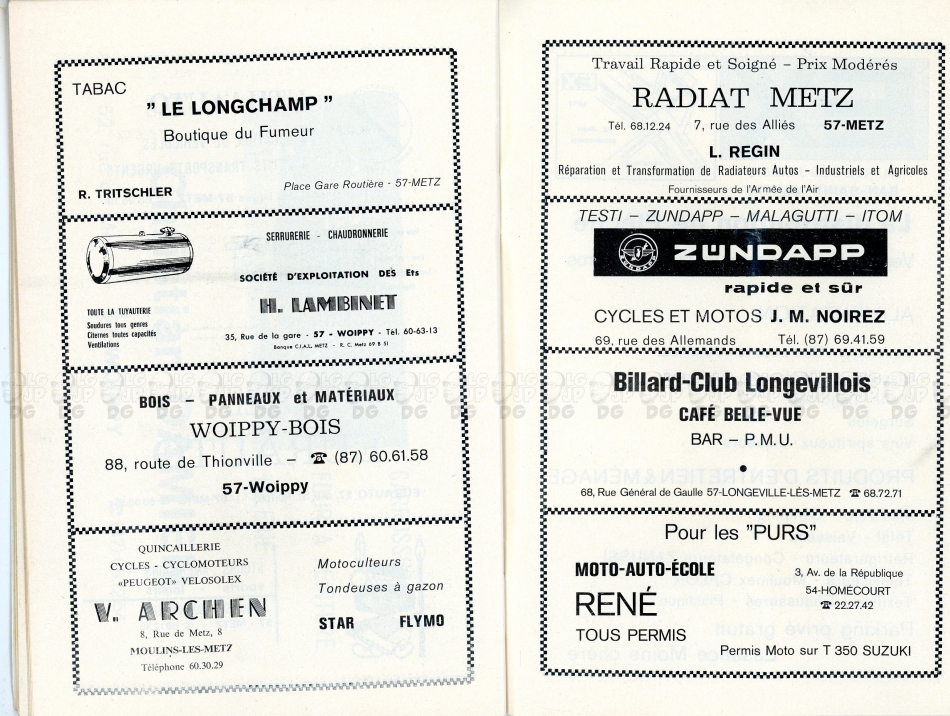 TABAC
" LE LONGCHAMP "
Boutique du Fumeur
R. TRITSCHLER Place Gare Routière - 57-METZ
SERRURERIE - CHAUDRONNERIE
SOCIÉTÉ D'EXPLOITATION DES Ets
H. LAMBINET
TOUTE LA TUYAUTERIE
Soudures tous genres
Citernes toutes capacités
Ventilations
35, Rue de la gare - 57 - WOIPPY - Tél. 60-63-13
Banque C.I.A.L. METZ - R. C. Metz 69 B 51
BOIS – PANNEAUX et MATÉRIAUX
WOIPPY-BOIS
88, route de Thionville – ☎ (87) 60.61.58
57-Woippy
QUINCAILLERIE
CYCLES - CYCLOMOTEURS
«PEUGEOT» VELOSOLEX
V. ARCHEN
8, Rue de Metz, 8
MOULINS-LES-METZ
Téléphone 60.30.29
Motoculteurs
Tondeuses à gazon
STAR FLYMO
Travail Rapide et Soigné – Prix Modérés
RADIAT METZ
Tél. 68.12.24 7, rue des Alliés 57-METZ
L. REGIN
Réparation et Transformation de Radiateurs Autos - Industriels et Agricoles
Fournisseurs de l'Armée de l'Air
TESTI – ZUNDAPP – MALAGUTTI – ITOM
ZÜNDAPP
rapide et sûr
CYCLES ET MOTOS J. M. NOIREZ
69, rue des Allemands Tél. (87) 69.41.59
Billard-Club Longevillois
CAFÉ BELLE-VUE
BAR – P.M.U.
68, Rue Général de Gaulle 57-LONGEVILLE-LÈS-METZ ☎ 68.72.71
Pour les "PURS"
MOTO-AUTO-ÉCOLE
RENÉ
TOUS PERMIS
3, Av. de la République
54-HOMÉCOURT
☎ 22.27.42
Permis Moto sur T 350 SUZUKI